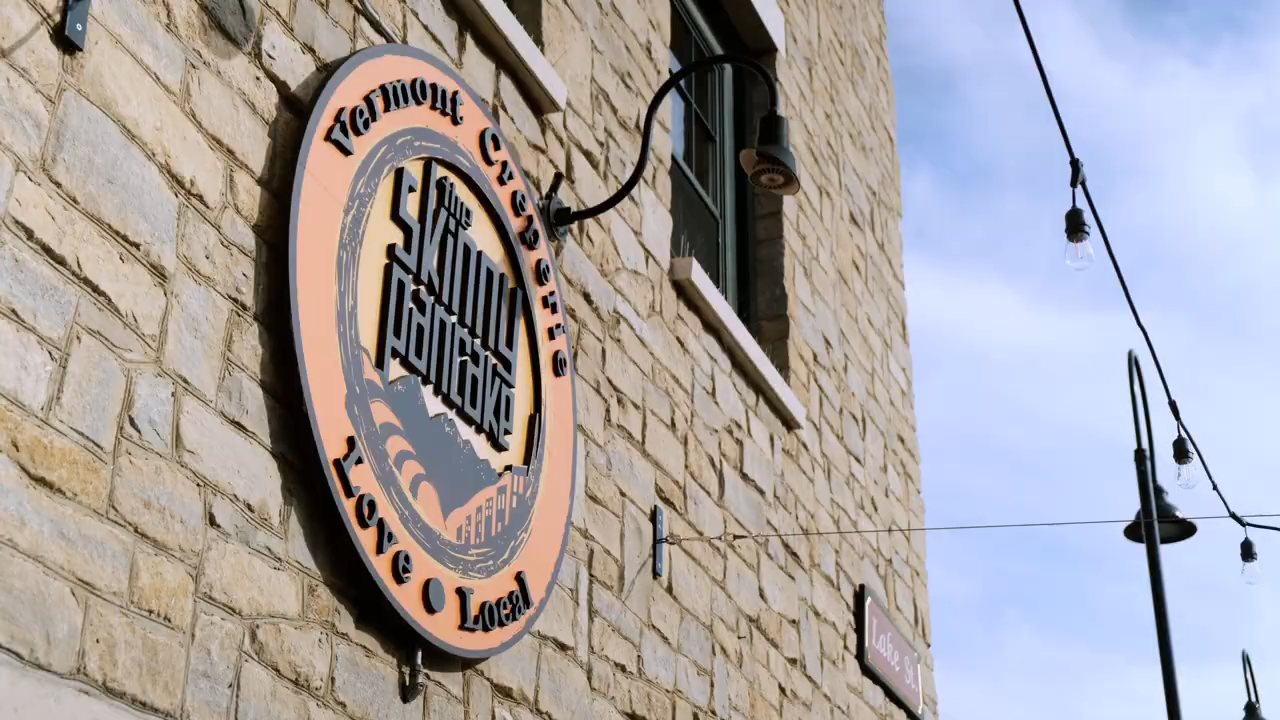 Vermont Creperie
the
skinny
pancake
Love • Local
Lake St.